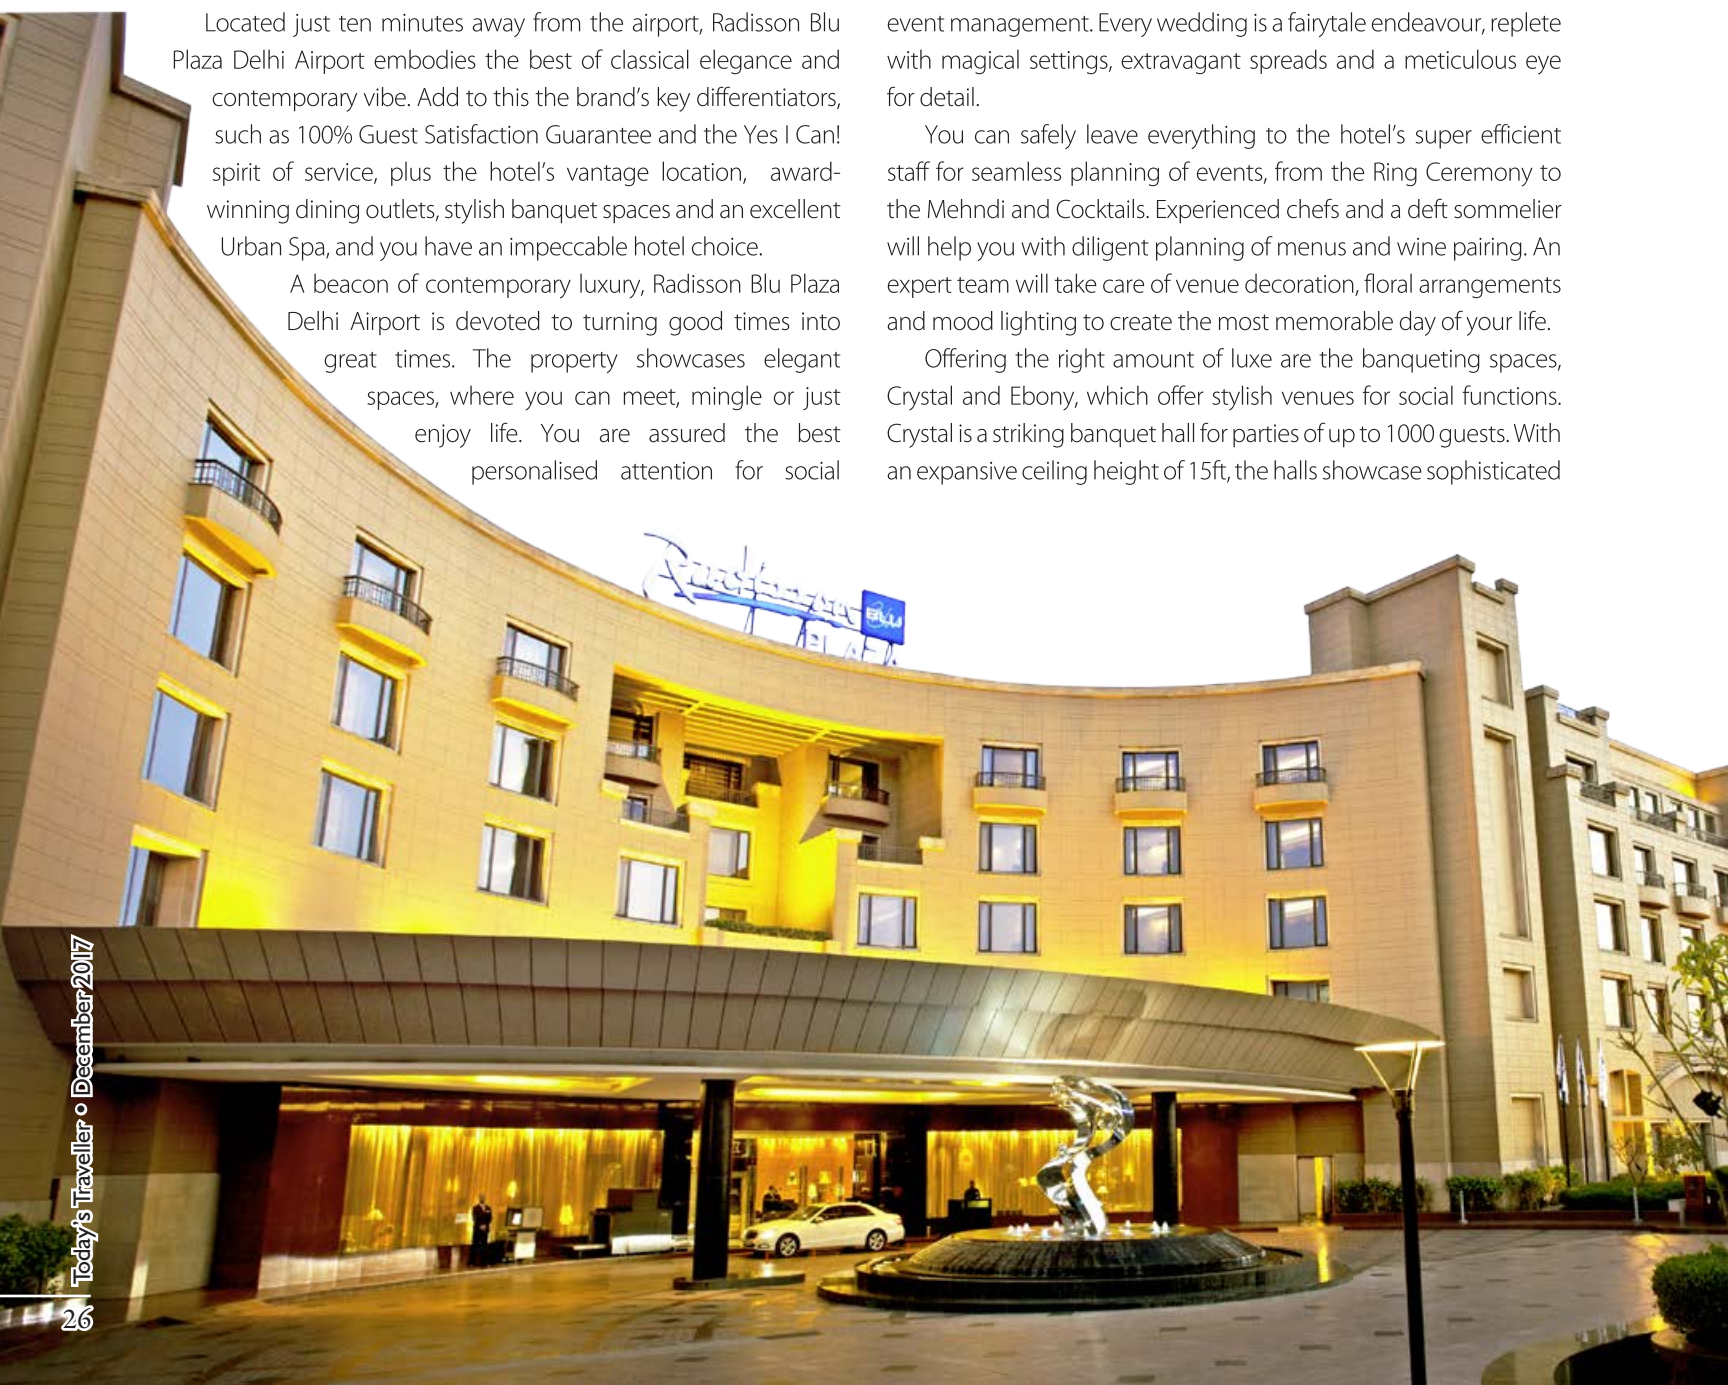 Located just ten minutes away from the airport, Radisson Blu
Plaza Delhi Airport embodies the best of classical elegance and
contemporary vibe. Add to this the brand’s key differentiators,
such as 100% Guest Satisfaction Guarantee and the Yes I Can!
spirit of service, plus the hotel’s vantage location, award-
winning dining outlets, stylish banquet spaces and an excellent
Urban Spa, and you have an impeccable hotel choice.
A beacon of contemporary luxury, Radisson Blu Plaza
Delhi Airport is devoted to turning good times into
great times. The property showcases elegant
spaces, where you can meet, mingle or just
enjoy life. You are assured the best
personalised attention for social
event management. Every wedding is a fairytale endeavour, replete
with magical settings, extravagant spreads and a meticulous eye
for detail.
You can safely leave everything to the hotel’s super efficient
staff for seamless planning of events, from the Ring Ceremony to
the Mehndi and Cocktails. Experienced chefs and a deft sommelier
will help you with diligent planning of menus and wine pairing. An
expert team will take care of venue decoration, floral arrangements
and mood lighting to create the most memorable day of your life.
Offering the right amount of luxe are the banqueting spaces,
Crystal and Ebony, which offer stylish venues for social functions.
Crystal is a striking banquet hall for parties of up to 1000 guests. With
an expansive ceiling height of 15ft, the halls showcase sophisticated
Radisson
BLU
PLAZA
Today’s Traveller • December 2017
26